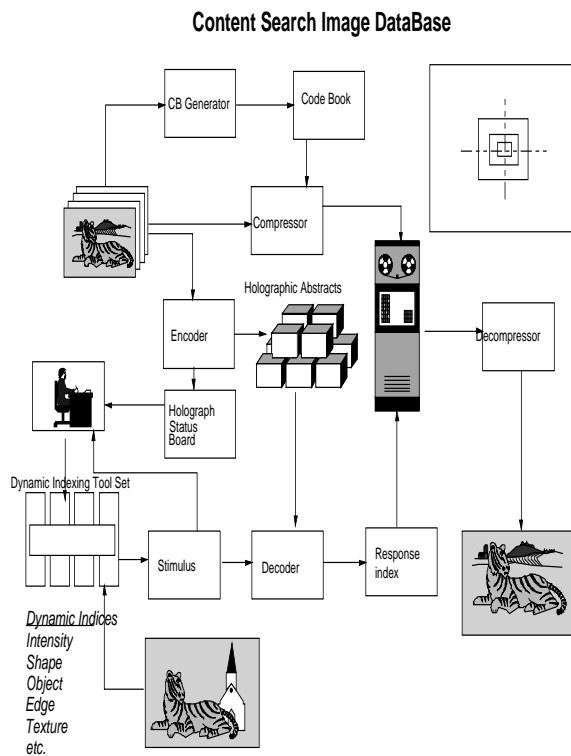 Content Search Image DataBase
CB Generator
Code Book
Compressor
Holographic Abstracts
Encoder
Decompressor
Holograph
Status
Board
Dynamic Indexing Tool Set
Stimulus
Decoder
Response
index
Dynamic Indices
Intensity
Shape
Object
Edge
Texture
etc.